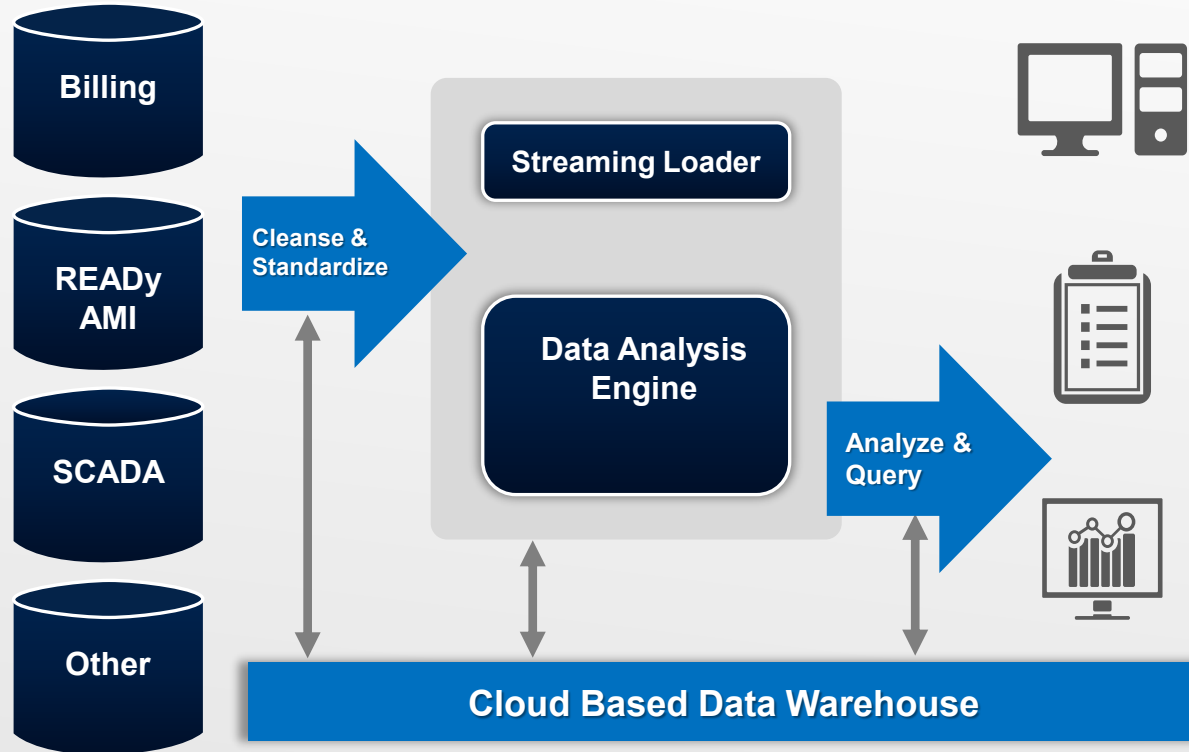 Billing
READy
AMI
SCADA
Other
Cleanse &
Standardize
Streaming Loader
Data Analysis
Engine
Analyze &
Query
Cloud Based Data Warehouse